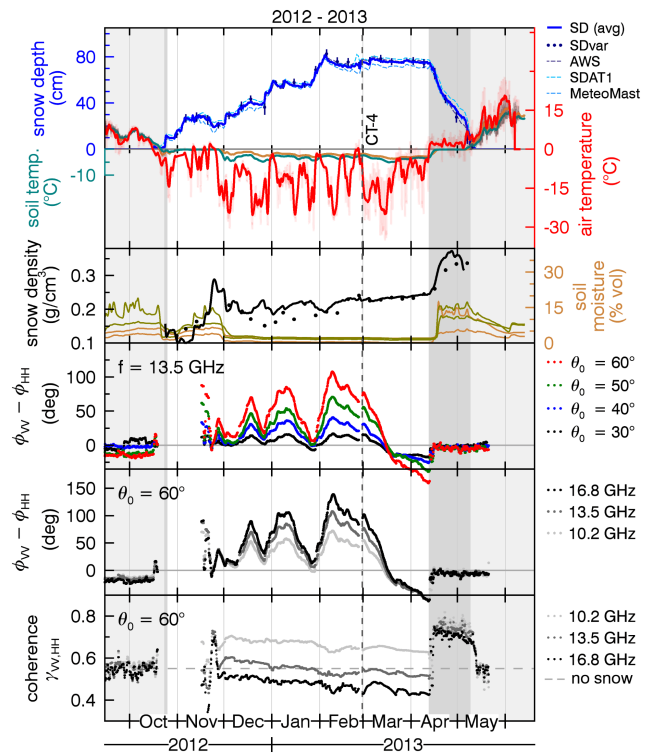 2012 - 2013
SD (avg)
SDvar
AWS
SDAT1
MeteoMast
snow depth
(cm)
80
40
0
CT-4
15
0
-15
-30
air temperature
(°C)
soil temp.
(°C)
-10
snow density
(g/cm³)
0.3
0.2
0.1
30
15
0
soil
moisture
(% vol)
f = 13.5 GHz
ϕVV − ϕHH
(deg)
100
50
0
θ0 = 60°
θ0 = 50°
θ0 = 40°
θ0 = 30°
θ0 = 60°
ϕVV − ϕHH
(deg)
150
100
50
0
16.8 GHz
13.5 GHz
10.2 GHz
θ0 = 60°
coherence
γVV,HH
0.8
0.6
0.4
10.2 GHz
13.5 GHz
16.8 GHz
no snow
Oct Nov Dec Jan Feb Mar Apr May
2012 2013